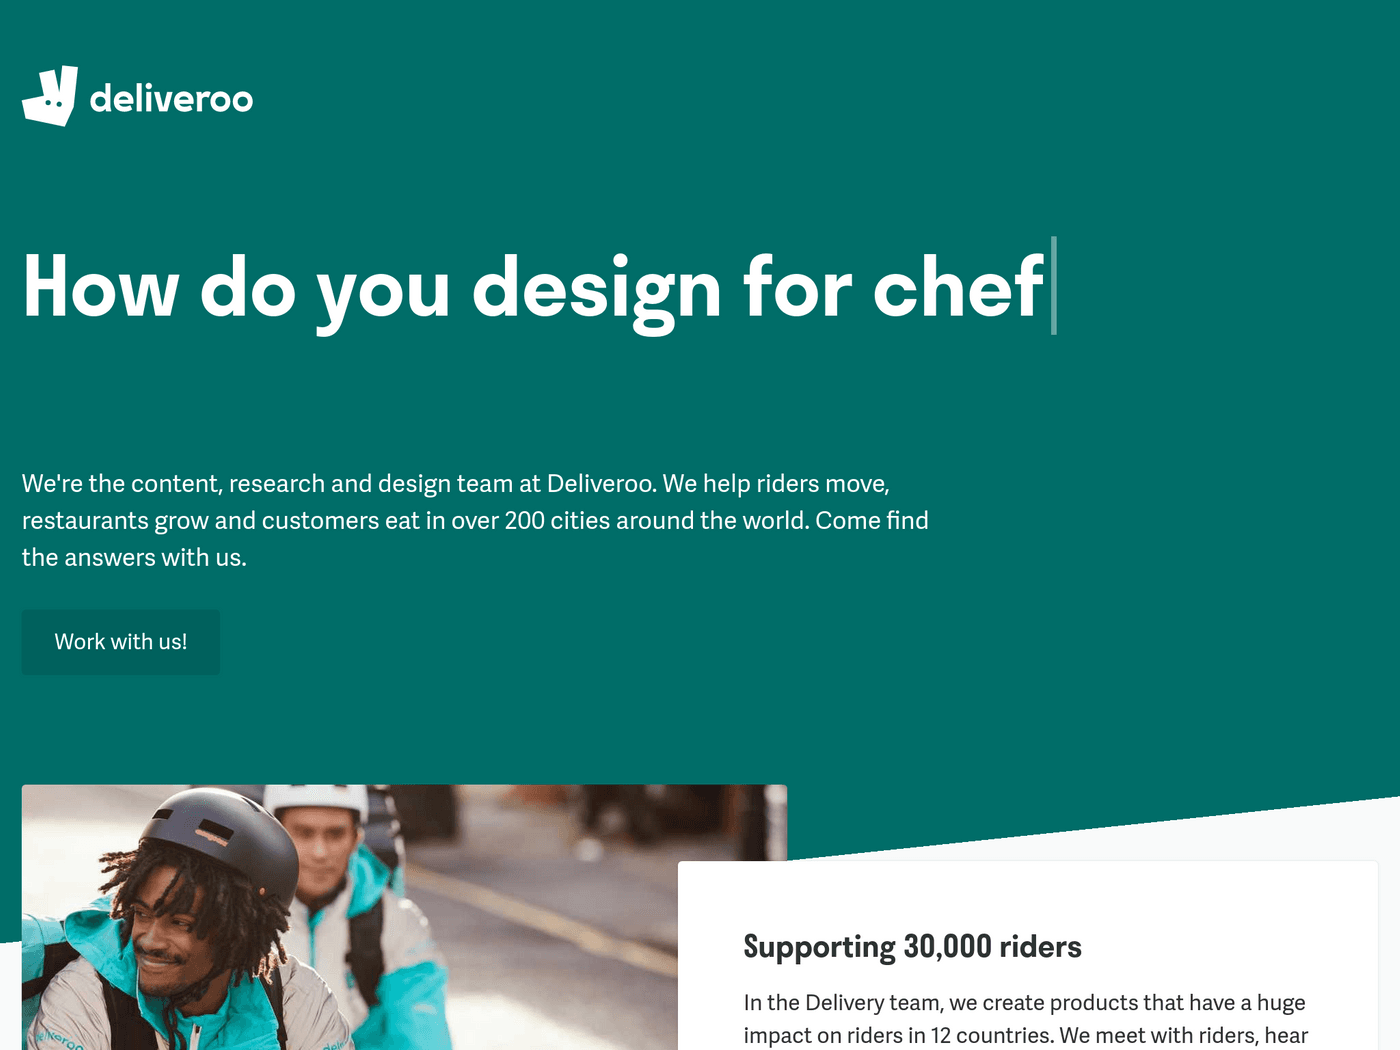 deliveroo
How do you design for chef
We're the content, research and design team at Deliveroo. We help riders move,
restaurants grow and customers eat in over 200 cities around the world. Come find
the answers with us.
Work with us!
Supporting 30,000 riders
In the Delivery team, we create products that have a huge
impact on riders in 12 countries. We meet with riders, hear